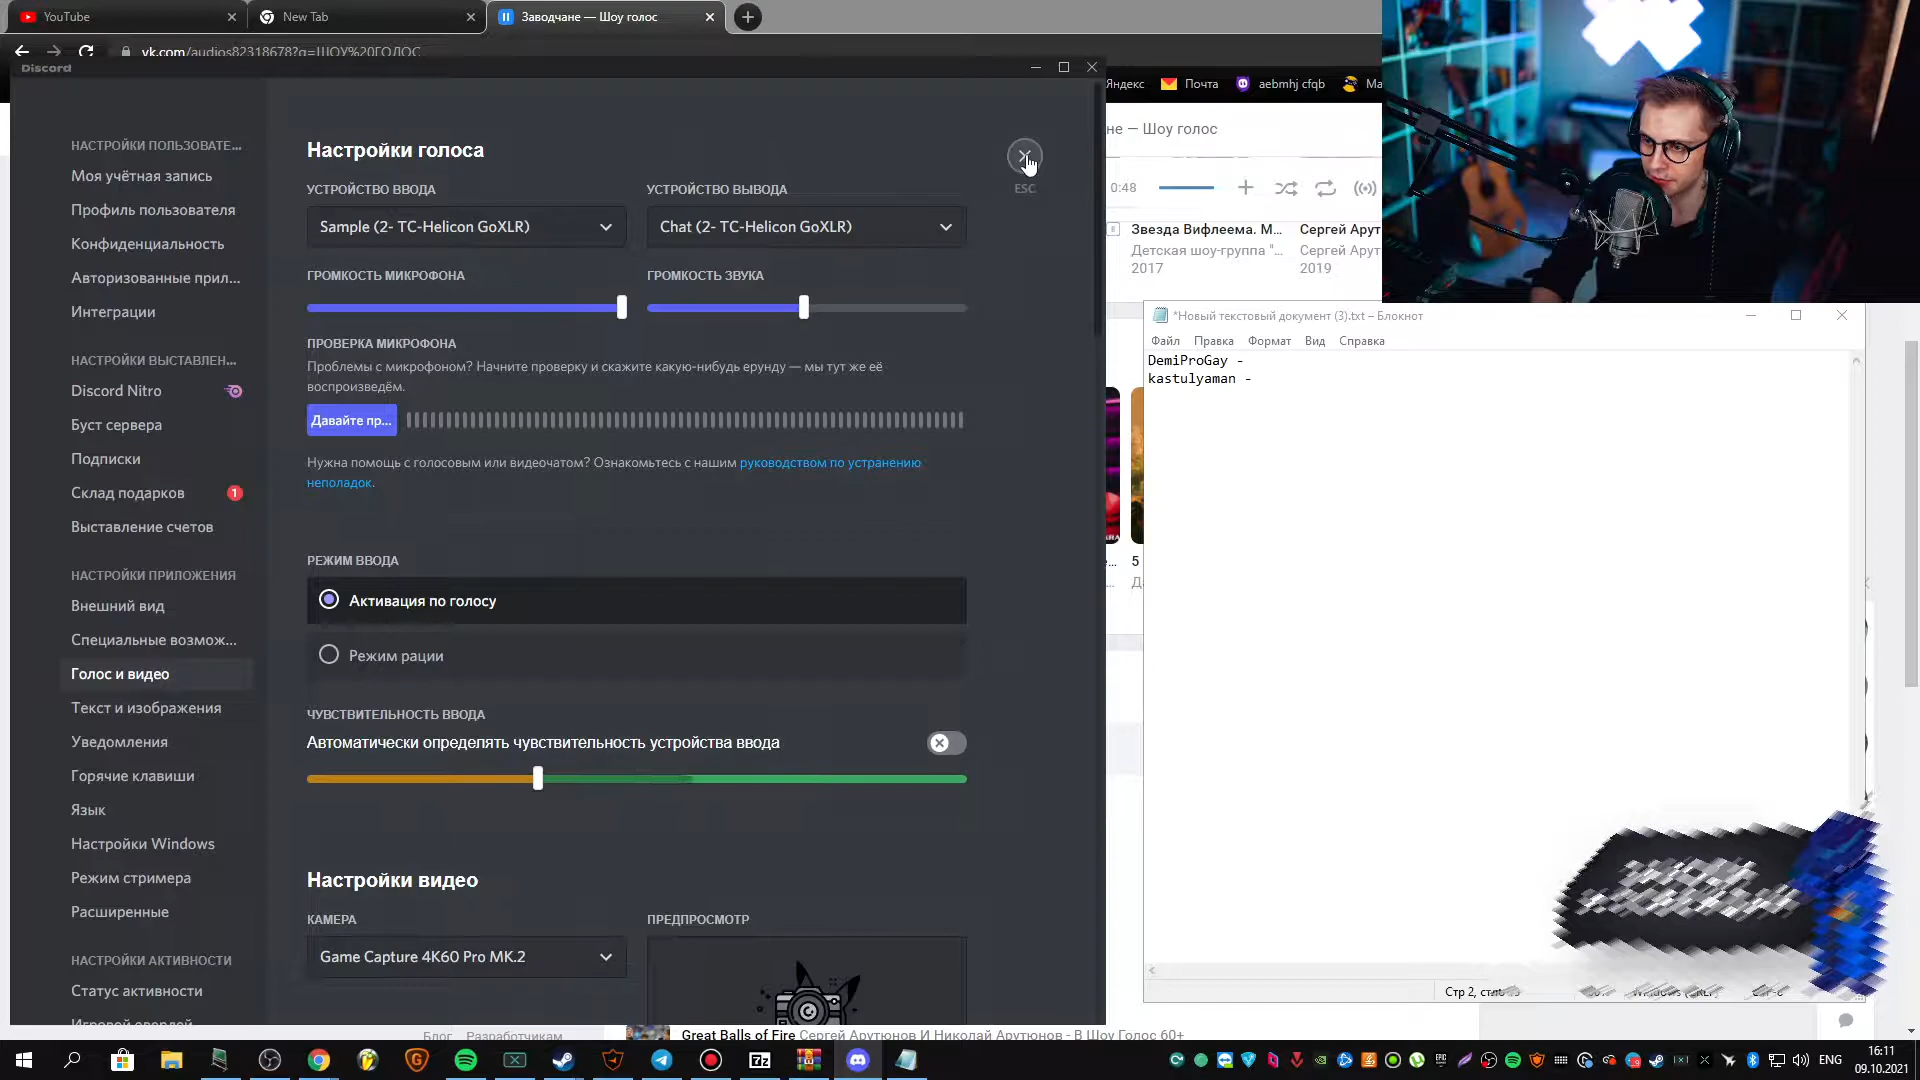 YouTube
New Tab
Заводчане — Шоу голос
vk.com/audios82318678?q=ШОУ%20ГОЛОС
Discord
Яндекс
Почта
aebmhj cfqb
Ма
НАСТРОЙКИ ПОЛЬЗОВАТЕ...
Моя учётная запись
Профиль пользователя
Конфиденциальность
Авторизованные прил...
Интеграции
НАСТРОЙКИ ВЫСТАВЛЕН...
Discord Nitro
Буст сервера
Подписки
Склад подарков
1
Выставление счетов
НАСТРОЙКИ ПРИЛОЖЕНИЯ
Внешний вид
Специальные возмож...
Голос и видео
Текст и изображения
Уведомления
Горячие клавиши
Язык
Настройки Windows
Режим стримера
Расширенные
НАСТРОЙКИ АКТИВНОСТИ
Статус активности
Игровой оверлей
Настройки голоса
ESC
УСТРОЙСТВО ВВОДА
УСТРОЙСТВО ВЫВОДА
Sample (2- TC-Helicon GoXLR)
Chat (2- TC-Helicon GoXLR)
ГРОМКОСТЬ МИКРОФОНА
ГРОМКОСТЬ ЗВУКА
ПРОВЕРКА МИКРОФОНА
Проблемы с микрофоном? Начните проверку и скажите какую-нибудь ерунду — мы тут же её
воспроизведём.
Давайте пр...
Нужна помощь с голосовым или видеочатом? Ознакомьтесь с нашим руководством по устранению
неполадок.
РЕЖИМ ВВОДА
Активация по голосу
Режим рации
ЧУВСТВИТЕЛЬНОСТЬ ВВОДА
Автоматически определять чувствительность устройства ввода
Настройки видео
КАМЕРА
ПРЕДПРОСМОТР
Game Capture 4K60 Pro MK.2
не — Шоу голос
0:48
Звезда Вифлеема. М...
Детская шоу-группа "...
2017
Сергей Арут
Сергей Арут
2019
5
*Новый текстовый документ (3).txt – Блокнот
Файл
Правка
Формат
Вид
Справка
DemiProGay -
kastulyaman -
Стр 2,
Блог
Разработчикам
Great Balls of Fire Сергей Арутюнов И Николай Арутюнов - В Шоу Голос 60+
ENG
16:11
09.10.2021